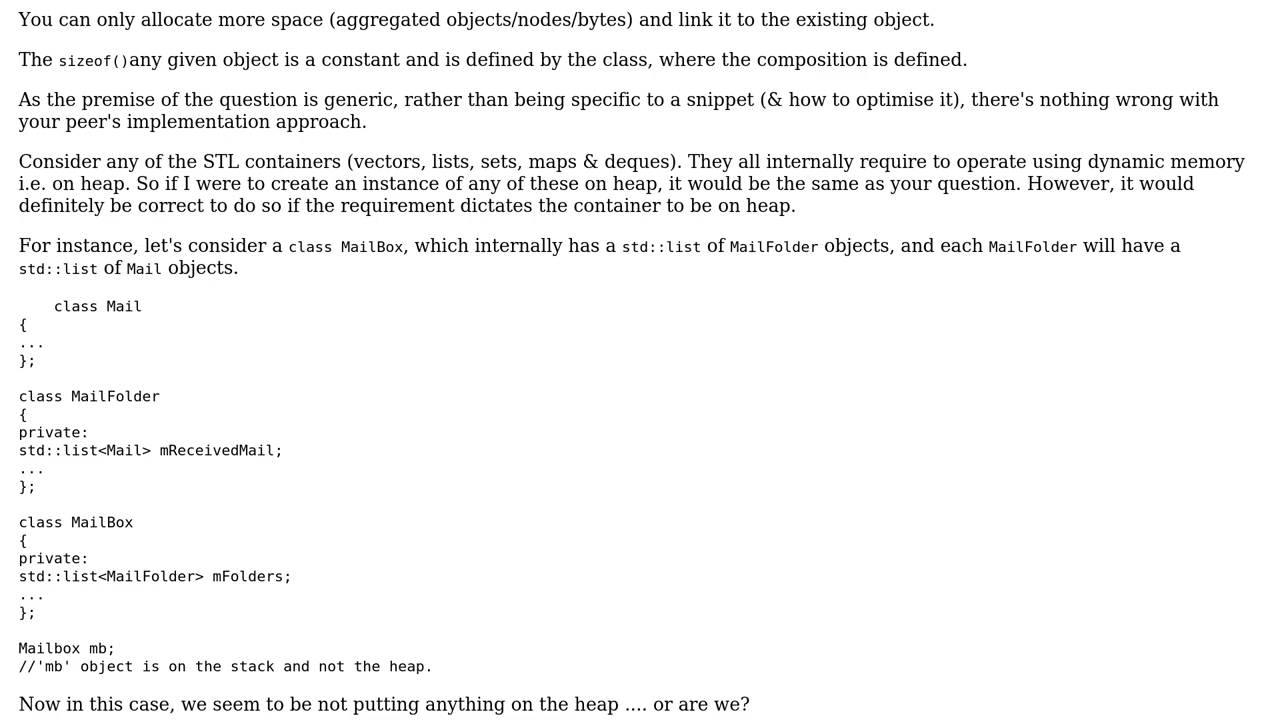 You can only allocate more space (aggregated objects/nodes/bytes) and link it to the existing object.
The sizeof()any given object is a constant and is defined by the class, where the composition is defined.
As the premise of the question is generic, rather than being specific to a snippet (& how to optimise it), there's nothing wrong with
your peer's implementation approach.
Consider any of the STL containers (vectors, lists, sets, maps & deques). They all internally require to operate using dynamic memory
i.e. on heap. So if I were to create an instance of any of these on heap, it would be the same as your question. However, it would
definitely be correct to do so if the requirement dictates the container to be on heap.
For instance, let's consider a class MailBox, which internally has a std::list of MailFolder objects, and each MailFolder will have a
std::list of Mail objects.
    class Mail
{
...
};
class MailFolder
{
private:
std::list<Mail> mReceivedMail;
...
};
class MailBox
{
private:
std::list<MailFolder> mFolders;
...
};
Mailbox mb;
//'mb' object is on the stack and not the heap.
Now in this case, we seem to be not putting anything on the heap .... or are we?